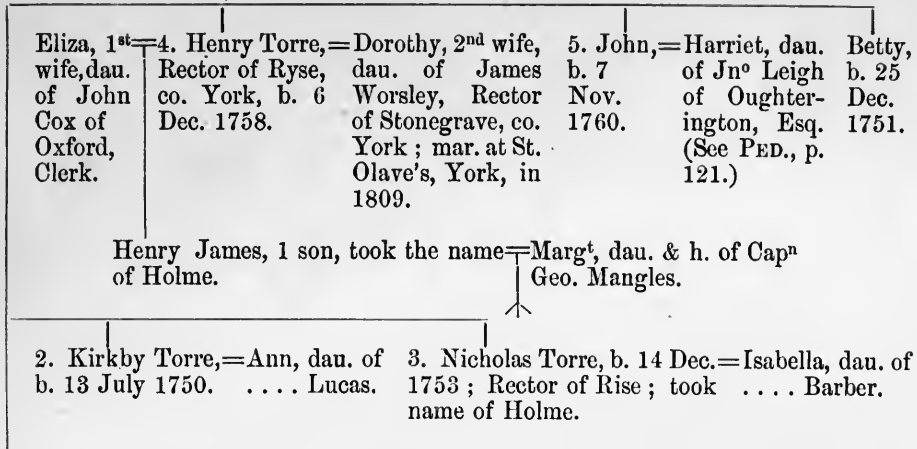 Eliza, 1st
wife, dau.
of John
Cox of
Oxford,
Clerk.
=4. Henry Torre,=
Rector of Ryse,
co. York, b. 6
Dec. 1758.
Dorothy, 2nd wife,
dau. of James
Worsley, Rector
of Stonegrave, co.
York ; mar. at St.
Olave's, York, in
1809.
5. John,=
b. 7
Nov.
1760.
Harriet, dau.
of Jno Leigh
of Oughter-
ington, Esq.
(See PED., p.
121.)
Betty,
b. 25
Dec.
1751.
Henry James, 1 son, took the name=
of Holme.
Margt, dau. & h. of Capn
Geo. Mangles.
2. Kirkby Torre,=
b. 13 July 1750.
Ann, dau. of
.... Lucas.
3. Nicholas Torre, b. 14 Dec.=
1753 ; Rector of Rise ; took
name of Holme.
Isabella, dau. of
.... Barber.